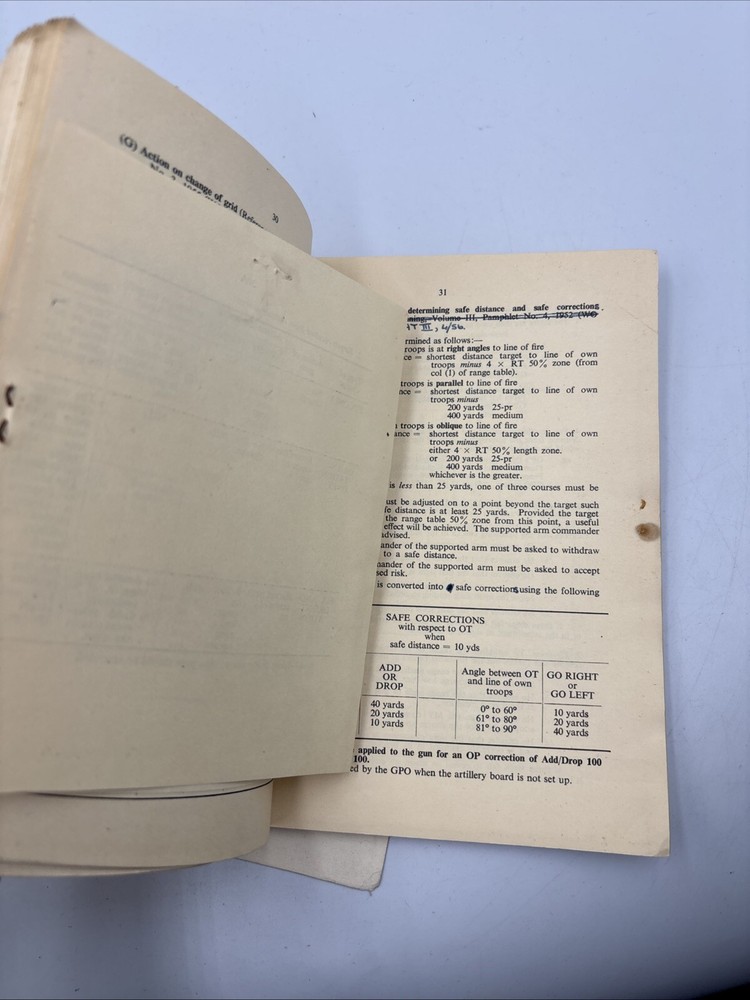 30
(G) Action on change of grid
31
determining safe distance and safe corrections
Volume III, Pamphlet No. 4, 1952 (WO
III, 4/56.
rmined as follows:—
roops is at right angles to line of fire
ce = shortest distance target to line of own
troops minus 4 × RT 50% zone (from
col (1) of range table).
troops is parallel to line of fire
nce = shortest distance target to line of own
troops minus
200 yards 25-pr
400 yards medium
troops is oblique to line of fire
ance = shortest distance target to line of own
troops minus
either 4 × RT 50% length zone.
or 200 yards 25-pr
400 yards medium
whichever is the greater.
is less than 25 yards, one of three courses must be
ust be adjusted on to a point beyond the target such
fe distance is at least 25 yards. Provided the target
the range table 50% zone from this point, a useful
effect will be achieved. The supported arm commander
advised.
ander of the supported arm must be asked to withdraw
to a safe distance.
mander of the supported arm must be asked to accept
sed risk.
is converted into safe corrections using the following
SAFE CORRECTIONS
with respect to OT
when
safe distance = 10 yds
ADD
OR
DROP
Angle between OT
and line of own
troops
GO RIGHT
or
GO LEFT
40 yards 0° to 60° 10 yards
20 yards 61° to 80° 20 yards
10 yards 81° to 90° 40 yards
applied to the gun for an OP correction of Add/Drop 100
100.
ed by the GPO when the artillery board is not set up.